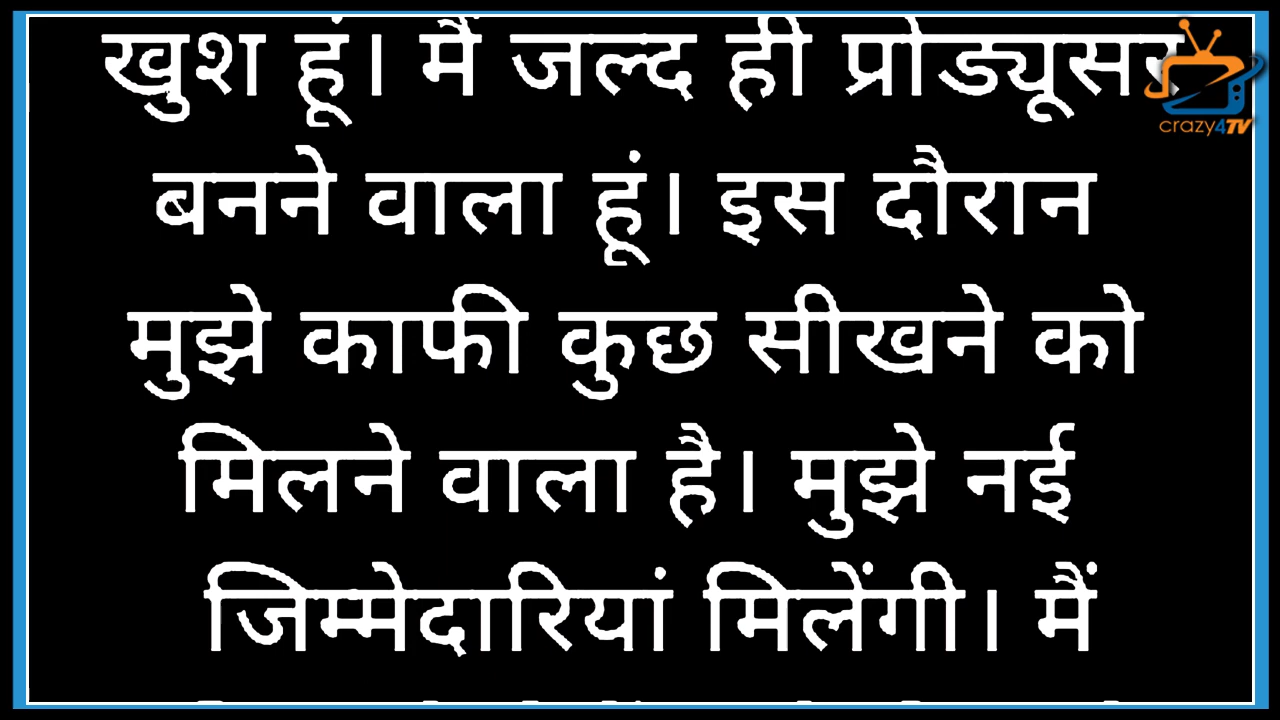 खुश हूं। मैं जल्द ही प्रोड्यूसर
crazy4TV
बनने वाला हूं। इस दौरान
मुझे काफी कुछ सीखने को
मिलने वाला है। मुझे नई
जिम्मेदारियां मिलेंगी। मैं